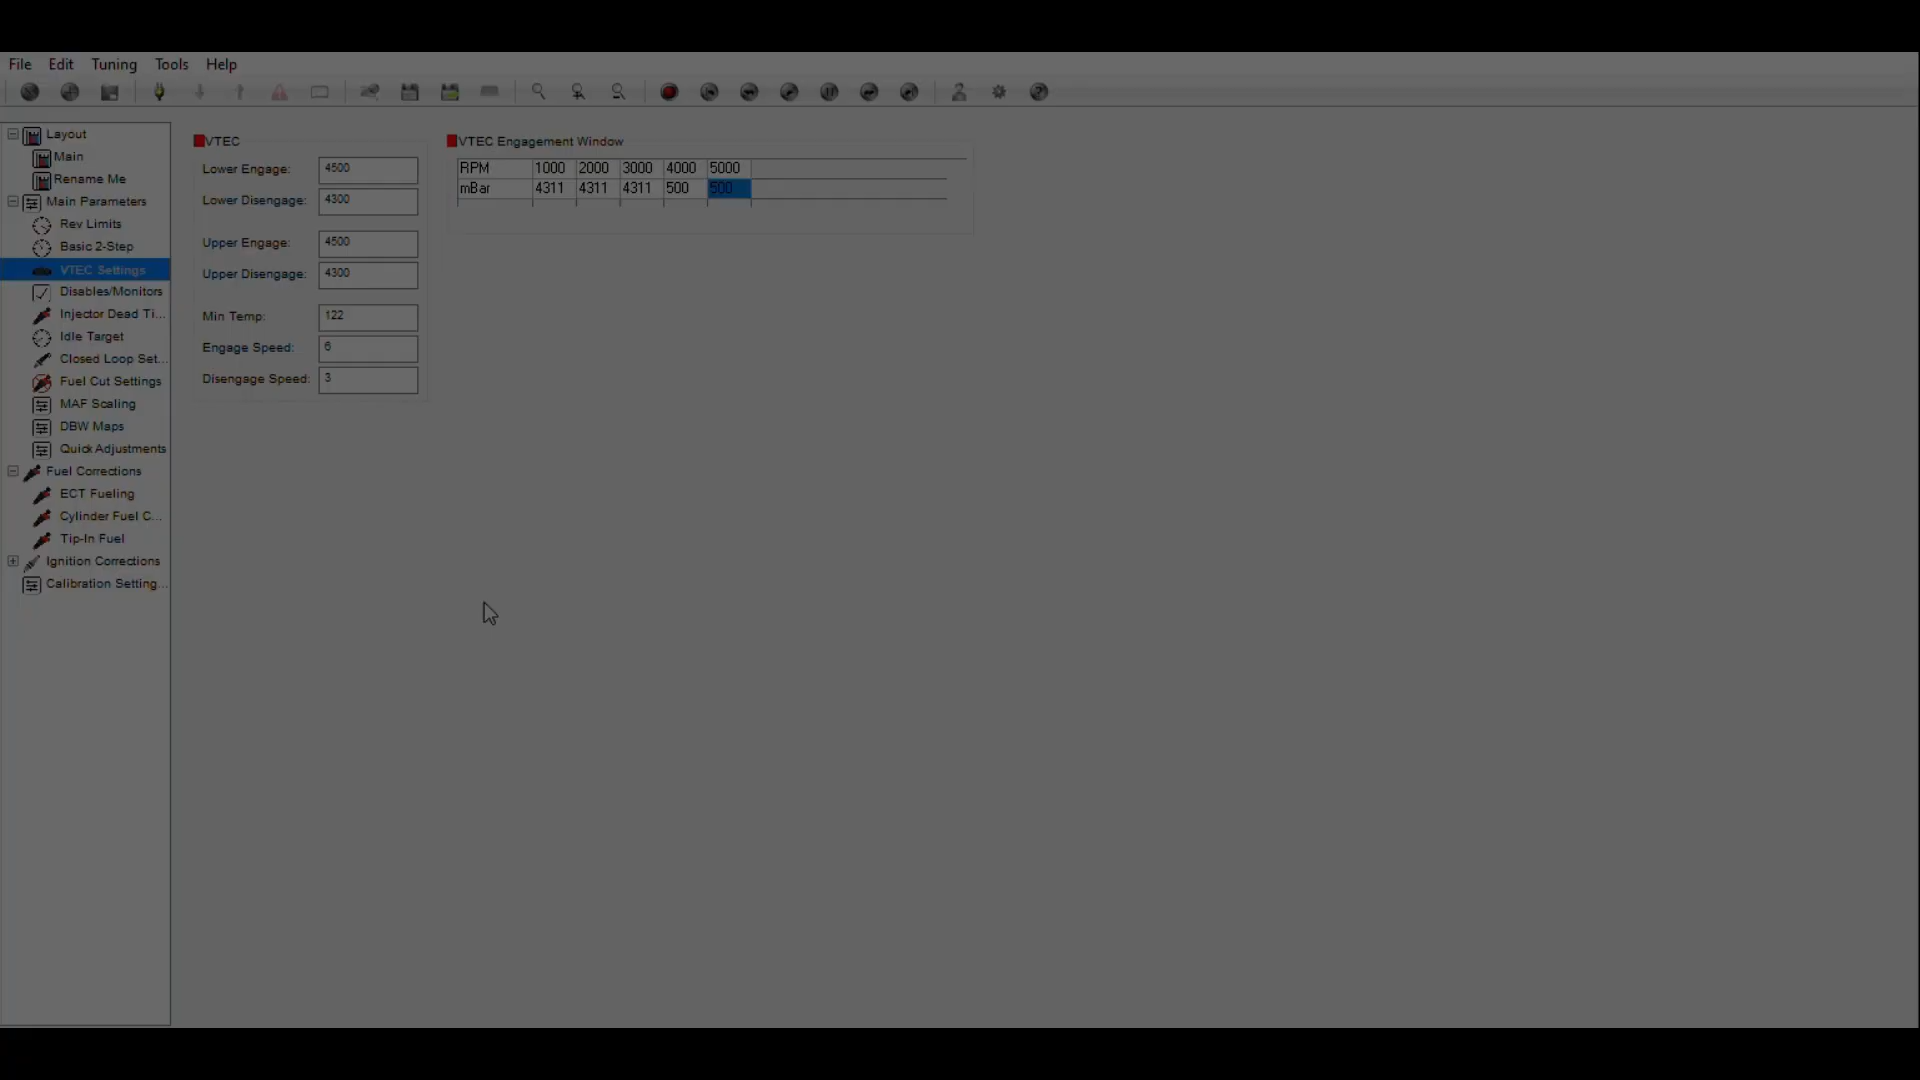 File Edit Tuning Tools Help
Layout
Main
Rename Me
Main Parameters
Rev Limits
Basic 2-Step
VTEC Settings
Disables/Monitors
Injector Dead Ti...
Idle Target
Closed Loop Set...
Fuel Cut Settings
MAF Scaling
DBW Maps
Quick Adjustments
Fuel Corrections
ECT Fueling
Cylinder Fuel C...
Tip-In Fuel
Ignition Corrections
Calibration Setting...
VTEC
Lower Engage: 4500
Lower Disengage: 4300
Upper Engage: 4500
Upper Disengage: 4300
Min Temp: 122
Engage Speed: 6
Disengage Speed: 3
VTEC Engagement Window
RPM 1000 2000 3000 4000 5000
mBar 4311 4311 4311 500 500